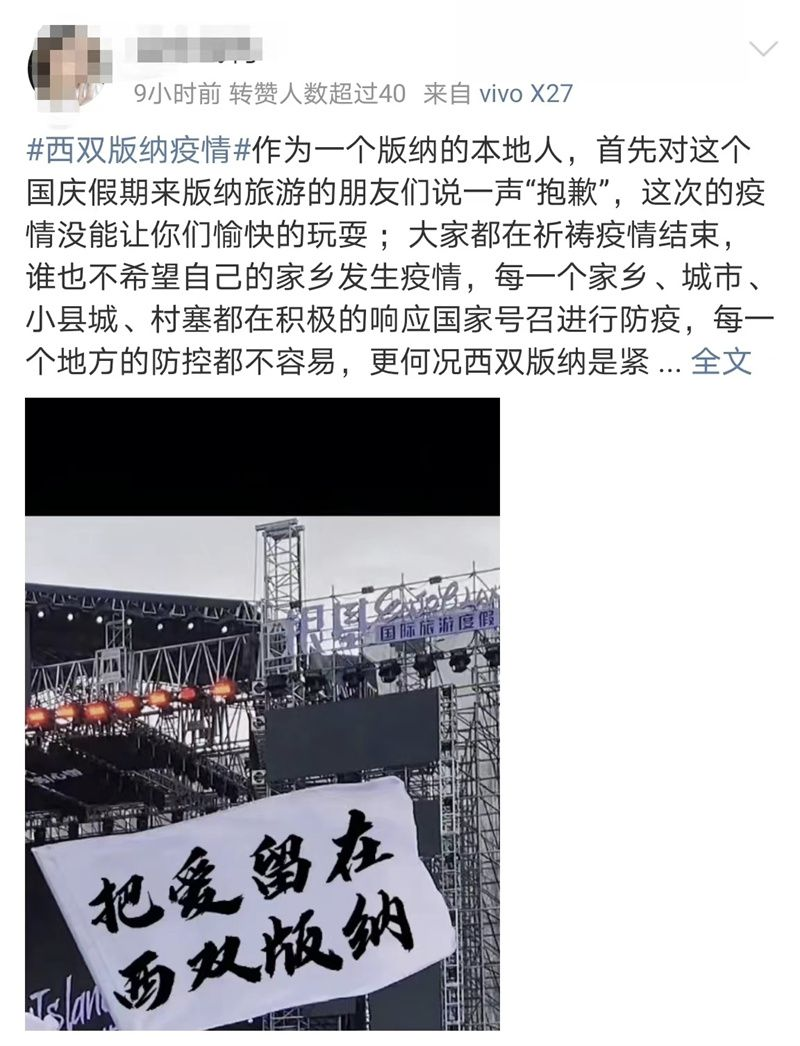 9小时前 转赞人数超过40 来自 vivo X27
#西双版纳疫情#作为一个版纳的本地人，首先对这个
国庆假期来版纳旅游的朋友们说一声“抱歉”，这次的疫
情没能让你们愉快的玩耍；大家都在祈祷疫情结束，
谁也不希望自己的家乡发生疫情，每一个家乡、城市、
小县城、村塞都在积极的响应国家号召进行防疫，每一
个地方的防控都不容易，更何况西双版纳是紧 ... 全文
国际旅游度假
把爱留在
西双版纳
Island